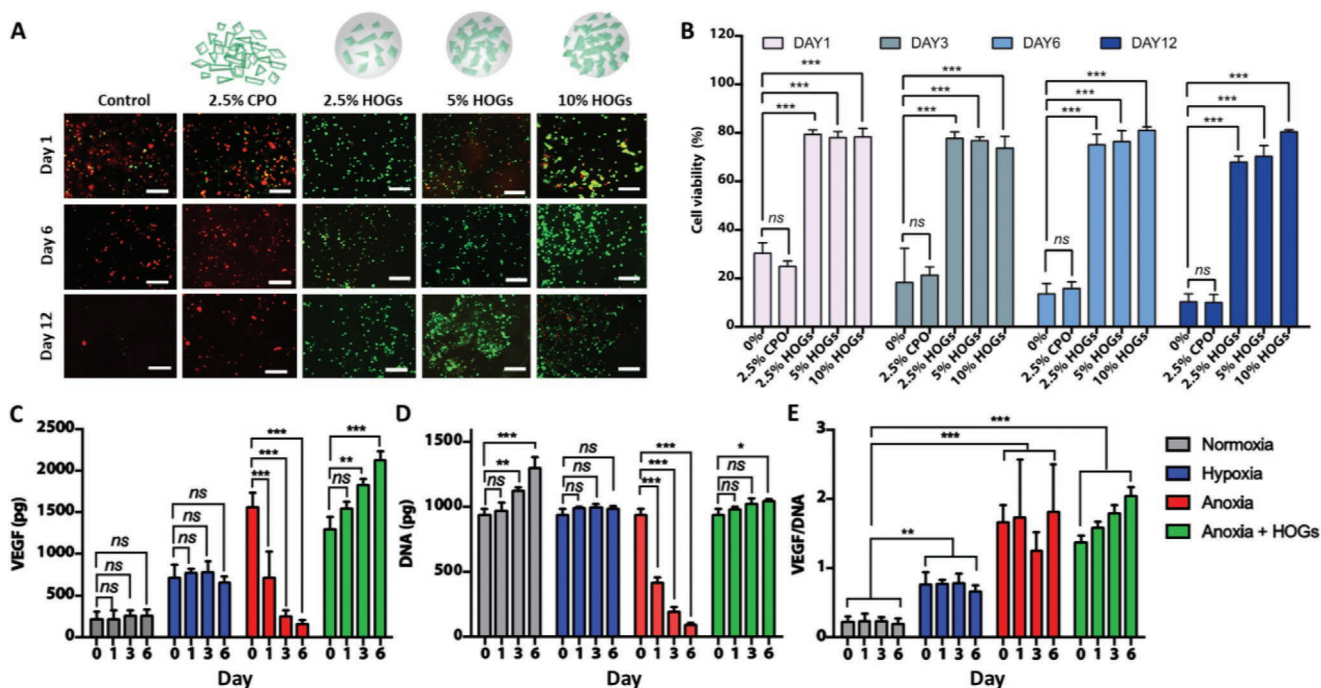 A
Control 2.5% CPO 2.5% HOGs 5% HOGs 10% HOGs
Day 1
Day 6
Day 12
B
DAY1 DAY3 DAY6 DAY12
Cell viability (%)
120
100
80
60
40
20
0
*** *** *** ns
*** *** *** ns
*** *** *** ns
*** *** *** ns
0% 2.5% CPO 2.5% HOGs 5% HOGs 10% HOGs
0% 2.5% CPO 2.5% HOGs 5% HOGs 10% HOGs
0% 2.5% CPO 2.5% HOGs 5% HOGs 10% HOGs
0% 2.5% CPO 2.5% HOGs 5% HOGs 10% HOGs
C
VEGF (pg)
2500
2000
1500
1000
500
0
ns ns ns
ns ns ns
*** *** ***
*** ** ns
0 1 3 6 0 1 3 6 0 1 3 6 0 1 3 6
Day
D
DNA (pg)
1500
1000
500
0
*** ** ns
ns ns ns
*** *** ***
* ns ns
0 1 3 6 0 1 3 6 0 1 3 6 0 1 3 6
Day
E
VEGF/DNA
3
2
1
0
*** *** **
0 1 3 6 0 1 3 6 0 1 3 6 0 1 3 6
Day
Normoxia
Hypoxia
Anoxia
Anoxia + HOGs